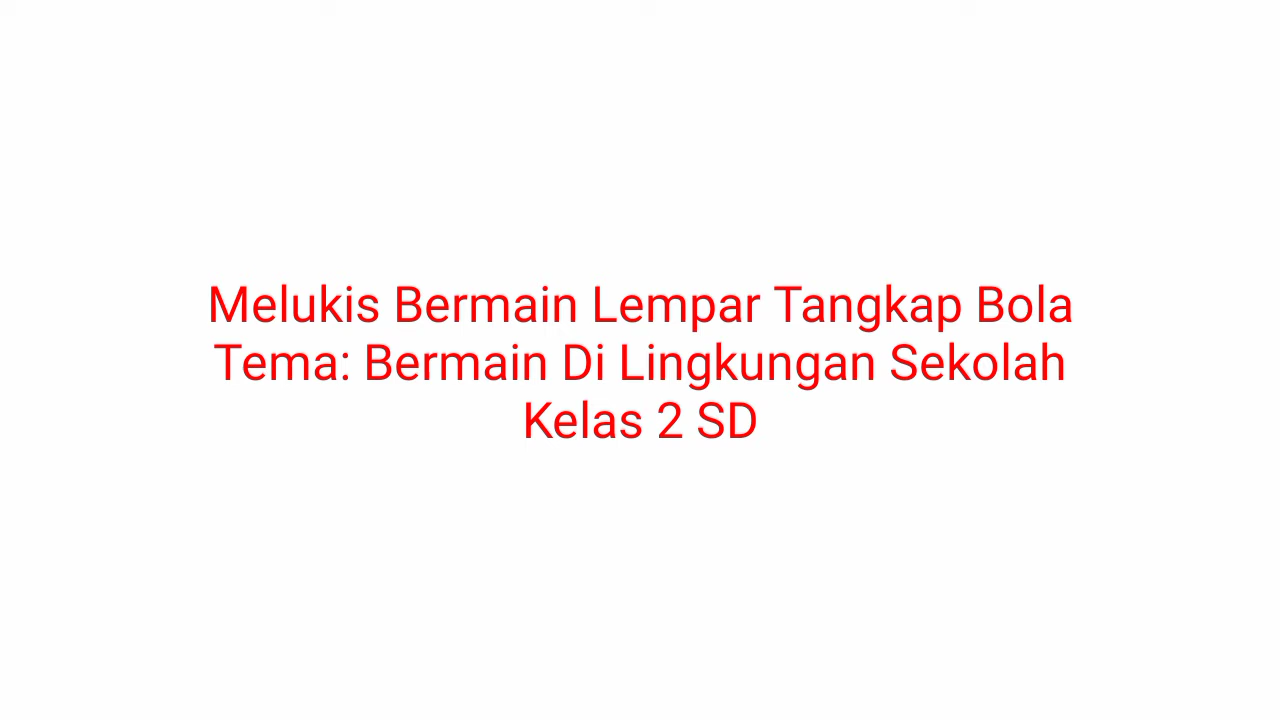 Melukis Bermain Lempar Tangkap Bola
Tema: Bermain Di Lingkungan Sekolah
Kelas 2 SD